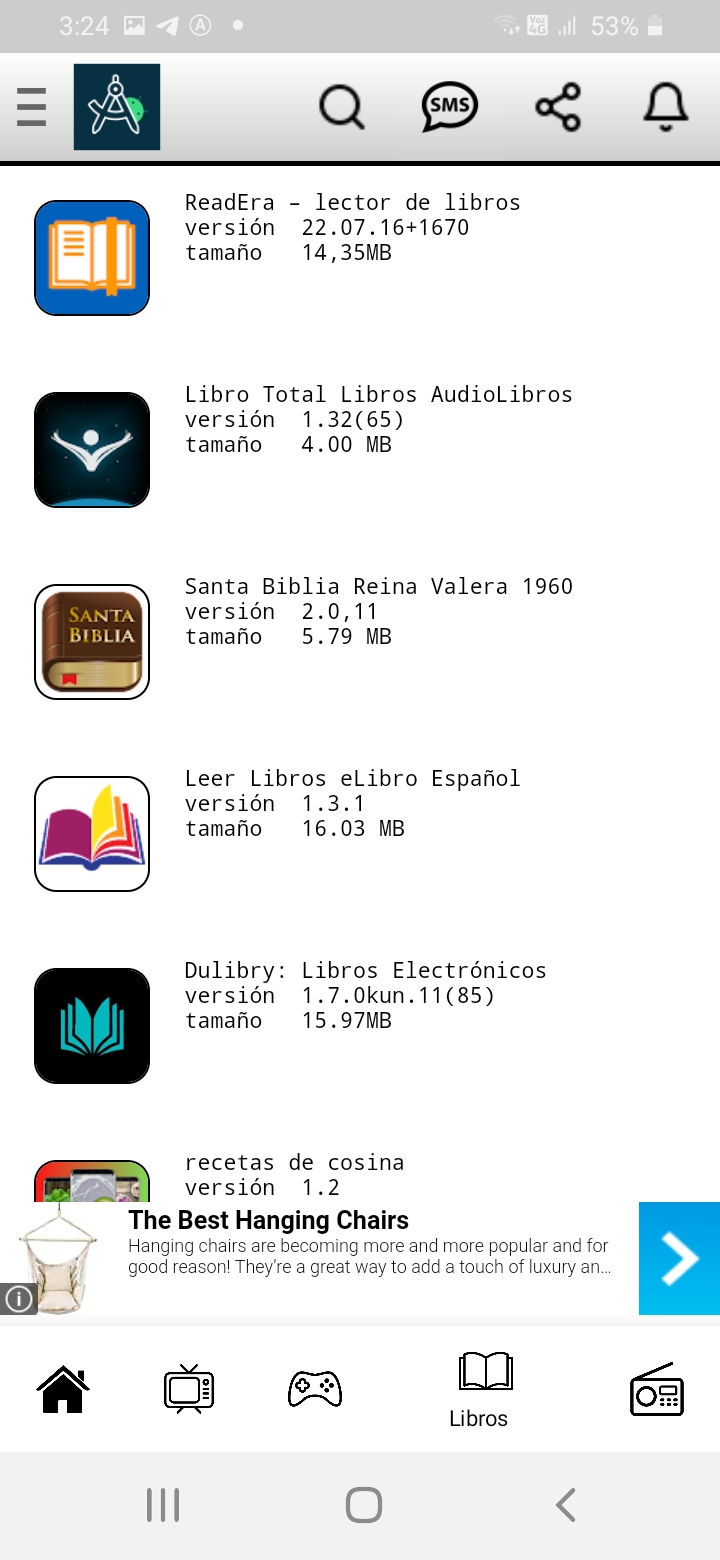 3:24
Voz 4G
53%
SMS
ReadEra – lector de libros
versión 22.07.16+1670
tamaño 14,35MB
Libro Total Libros AudioLibros
versión 1.32(65)
tamaño 4.00 MB
SANTA
BIBLIA
Santa Biblia Reina Valera 1960
versión 2.0,11
tamaño 5.79 MB
Leer Libros eLibro Español
versión 1.3.1
tamaño 16.03 MB
Dulibry: Libros Electrónicos
versión 1.7.0kun.11(85)
tamaño 15.97MB
recetas de cosina
versión 1.2
The Best Hanging Chairs
Hanging chairs are becoming more and more popular and for
good reason! They're a great way to add a touch of luxury an...
Libros